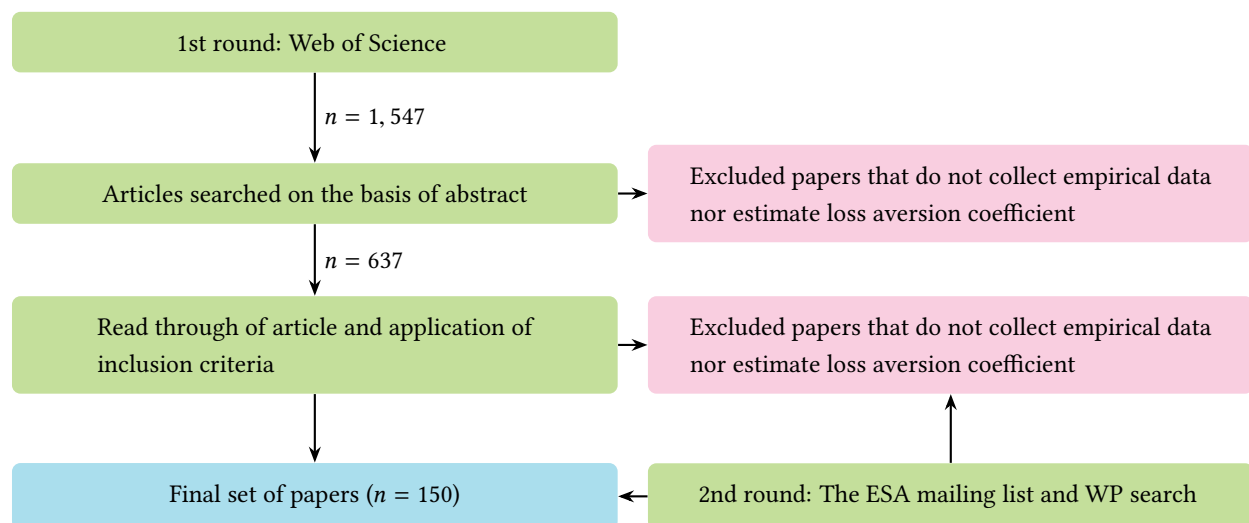 1st round: Web of Science
n = 1, 547
Articles searched on the basis of abstract
Excluded papers that do not collect empirical data
nor estimate loss aversion coefficient
n = 637
Read through of article and application of
inclusion criteria
Excluded papers that do not collect empirical data
nor estimate loss aversion coefficient
Final set of papers (n = 150)
2nd round: The ESA mailing list and WP search